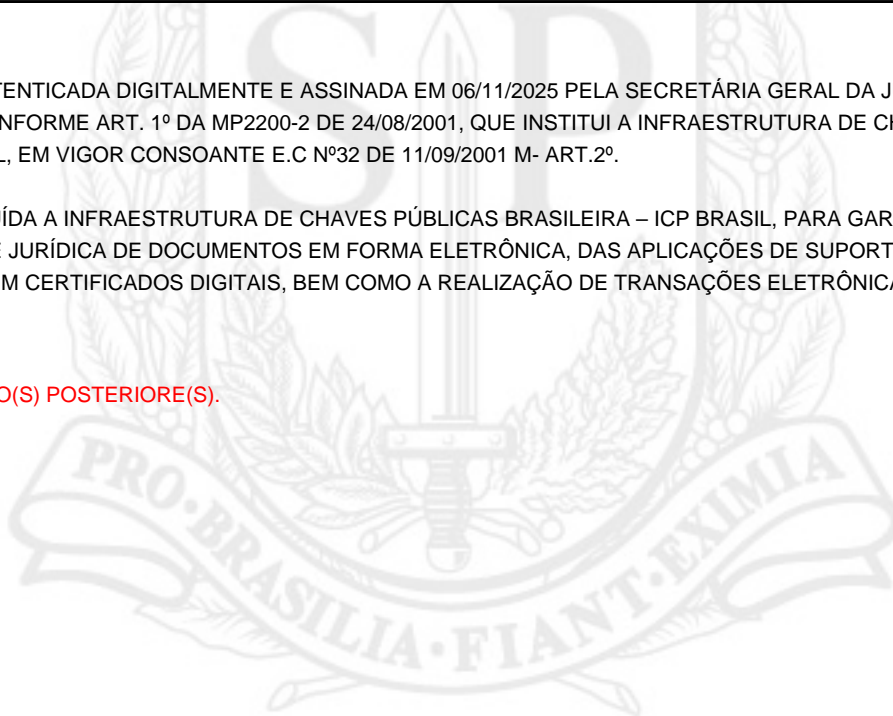 TENTICADA DIGITALMENTE E ASSINADA EM 06/11/2025 PELA SECRETÁRIA GERAL DA J
NFORME ART. 1º DA MP2200-2 DE 24/08/2001, QUE INSTITUI A INFRAESTRUTURA DE CH
L, EM VIGOR CONSOANTE E.C Nº32 DE 11/09/2001 M- ART.2º.
UÍDA A INFRAESTRUTURA DE CHAVES PÚBLICAS BRASILEIRA – ICP BRASIL, PARA GAR
E JURÍDICA DE DOCUMENTOS EM FORMA ELETRÔNICA, DAS APLICAÇÕES DE SUPORT
M CERTIFICADOS DIGITAIS, BEM COMO A REALIZAÇÃO DE TRANSAÇÕES ELETRÔNICA
O(S) POSTERIORE(S).
SP
PRO·BRASILIA·FIANT·EXIMIA